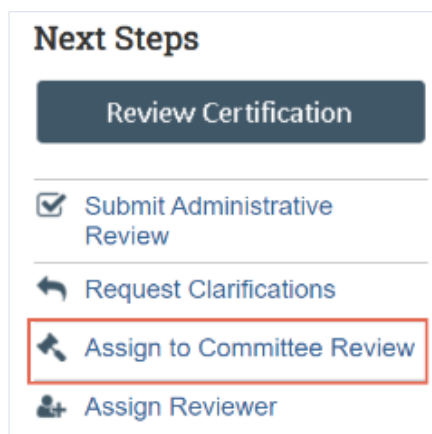 Next Steps
Review Certification
Submit Administrative
Review
Request Clarifications
Assign to Committee Review
Assign Reviewer